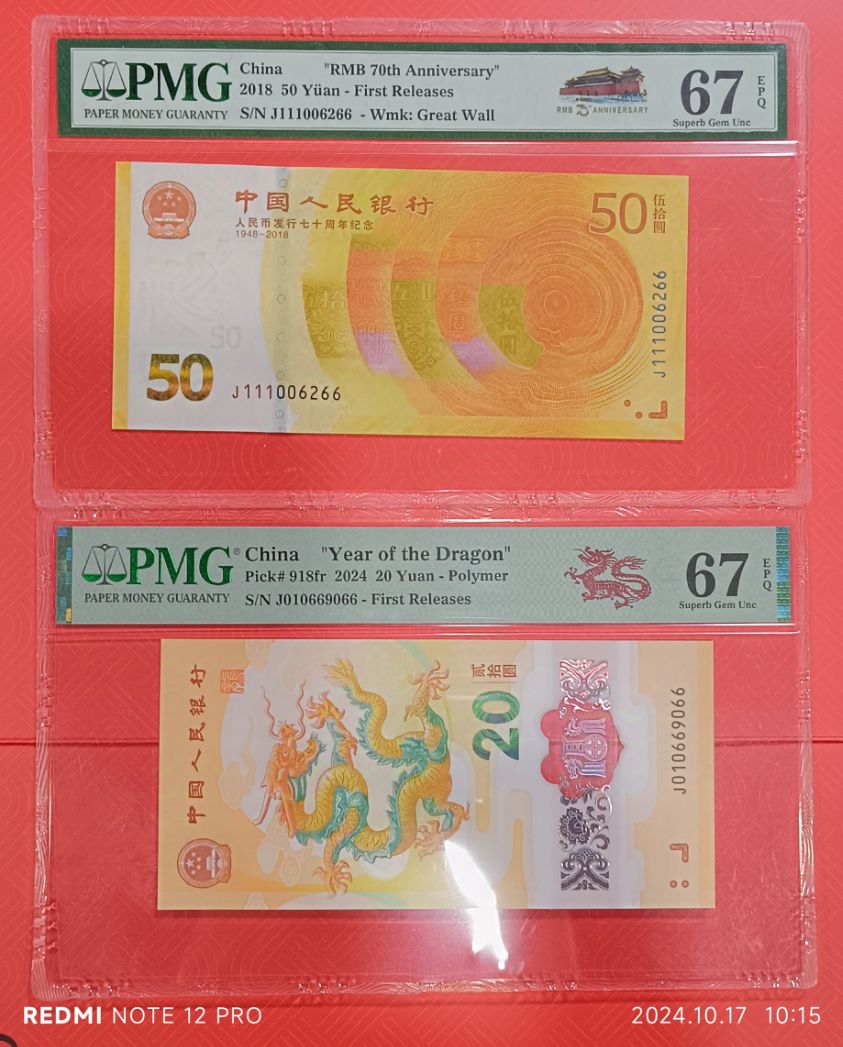 PMG
PAPER MONEY GUARANTY
China "RMB 70th Anniversary"
2018 50 Yüan - First Releases
S/N J111006266 - Wmk: Great Wall
RMB 70 ANNIVERSARY
67
EPQ
Superb Gem Unc
中国人民银行
人民币发行七十周年纪念
1948-2018
50
伍拾圆
50
50
J111006266
J111006266
PMG®
PAPER MONEY GUARANTY
China "Year of the Dragon"
Pick# 918fr 2024 20 Yuan - Polymer
S/N J010669066 - First Releases
67
EPQ
Superb Gem Unc
中国人民银行
贰拾圆
20
J010669066
REDMI NOTE 12 PRO
2024.10.17 10:15